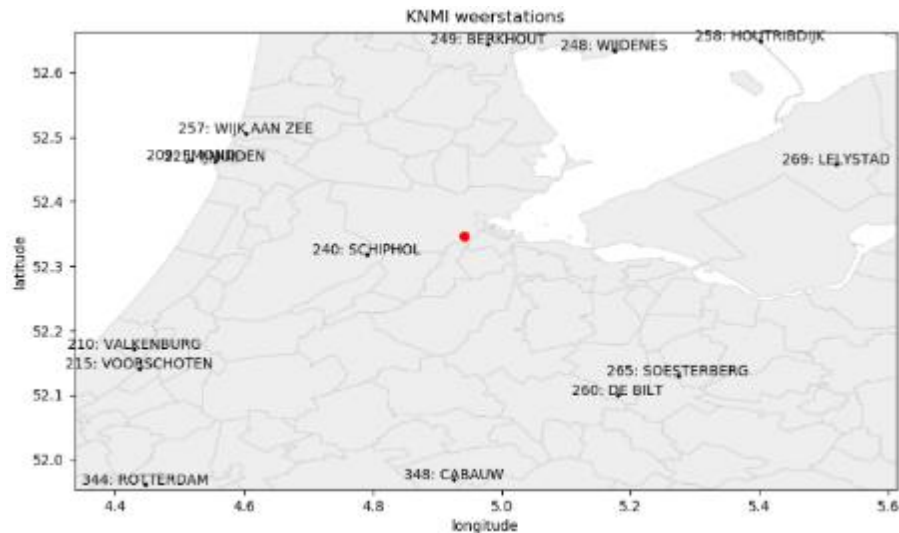 KNMI weerstations
249: BERKHOUT
248: WIJDENES
258: HOUTRIBDIJK
52.6
257: WIJK AAN ZEE
52.5
269: LELYSTAD
52.4
240: SCHIPHOL
52.3
latitude
52.2
210: VALKENBURG
215: VOORSCHOTEN
265: SOESTERBERG
52.1
260: DE BILT
52.0
344: ROTTERDAM
348: CABAUW
4.4 4.6 4.8 5.0 5.2 5.4 5.6
longitude